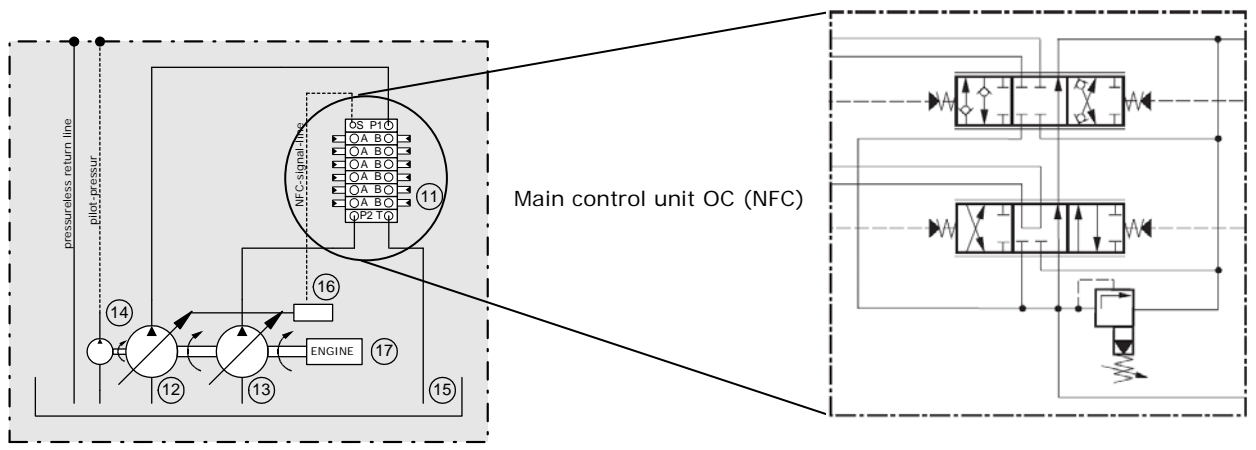 pressureless return line
pilot-pressur
NFC-signal-line
S P1
A B
A B
A B
A B
A B
A B
P2 T
11
Main control unit OC (NFC)
16
14
ENGINE
17
12
13
15